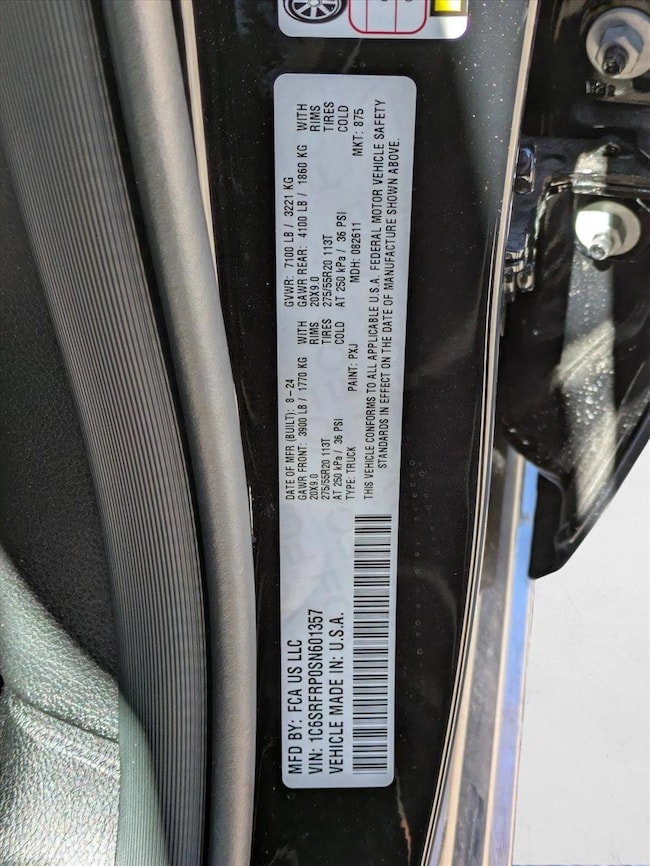 MFD BY: FCA US LLC
VIN: 1C6SRFRP0SN601357
VEHICLE MADE IN: U.S.A.
DATE OF MFR (BUILT): 8-24 GVWR: 7100 LB / 3221 KG
GAWR FRONT: 3900 LB / 1770 KG WITH GAWR REAR: 4100 LB / 1860 KG WITH
20X9.0 RIMS 20X9.0 RIMS
275/55R20 113T TIRES 275/55R20 113T TIRES
AT 250 kPa / 36 PSI COLD AT 250 kPa / 36 PSI COLD
TYPE: TRUCK PAINT: PXJ MDH: 082611 MKT: 875
THIS VEHICLE CONFORMS TO ALL APPLICABLE U.S.A. FEDERAL MOTOR VEHICLE SAFETY
STANDARDS IN EFFECT ON THE DATE OF MANUFACTURE SHOWN ABOVE.